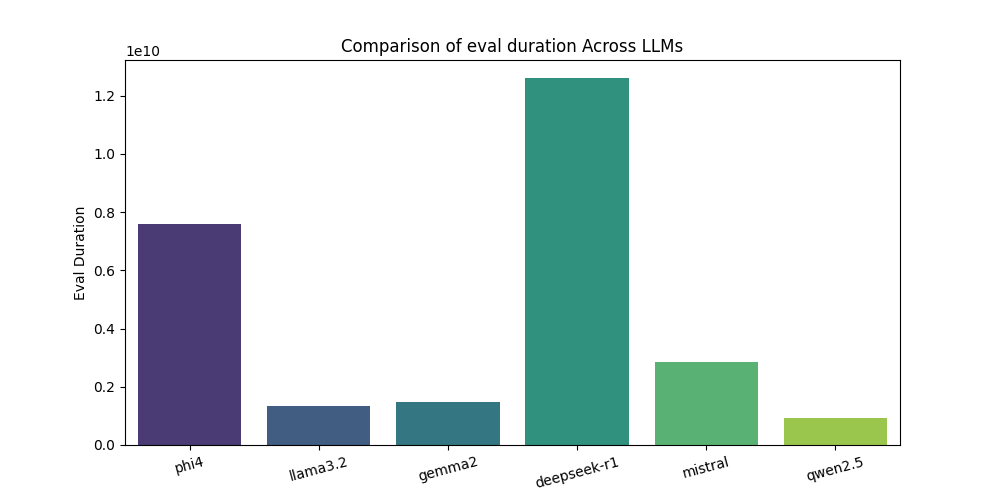 Comparison of eval duration Across LLMs
1e10
1.2
1.0
0.8
0.6
0.4
0.2
0.0
Eval Duration
phi4
llama3.2
gemma2
deepseek-r1
mistral
qwen2.5